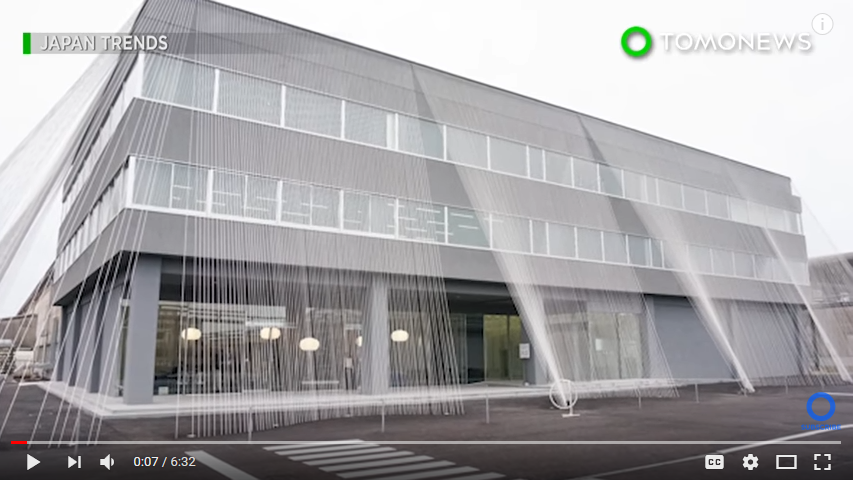 JAPAN TRENDS
TOMONEWS
0:07 / 6:32
CC